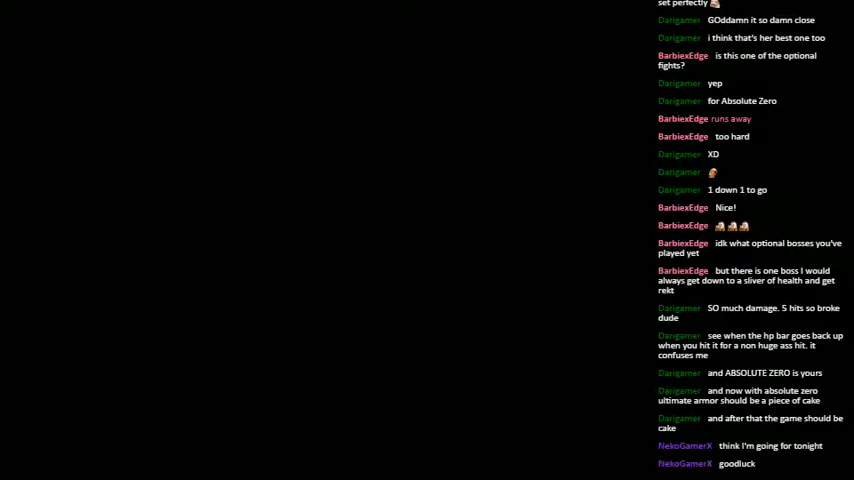 set perfectly
Darigamer GOddamn it so damn close
Darigamer i think that's her best one too
BarbiexEdge is this one of the optional
fights?
Darigamer yep
Darigamer for Absolute Zero
BarbiexEdge runs away
BarbiexEdge too hard
Darigamer XD
Darigamer
Darigamer 1 down 1 to go
BarbiexEdge Nice!
BarbiexEdge
BarbiexEdge idk what optional bosses you've
played yet
BarbiexEdge but there is one boss I would
always get down to a sliver of health and get
rekt
Darigamer SO much damage. 5 hits so broke
dude
Darigamer see when the hp bar goes back up
when you hit it for a non huge ass hit. it
confuses me
Darigamer and ABSOLUTE ZERO is yours
Darigamer and now with absolute zero
ultimate armor should be a piece of cake
Darigamer and after that the game should be
cake
NekoGamerX think I'm going for tonight
NekoGamerX goodluck